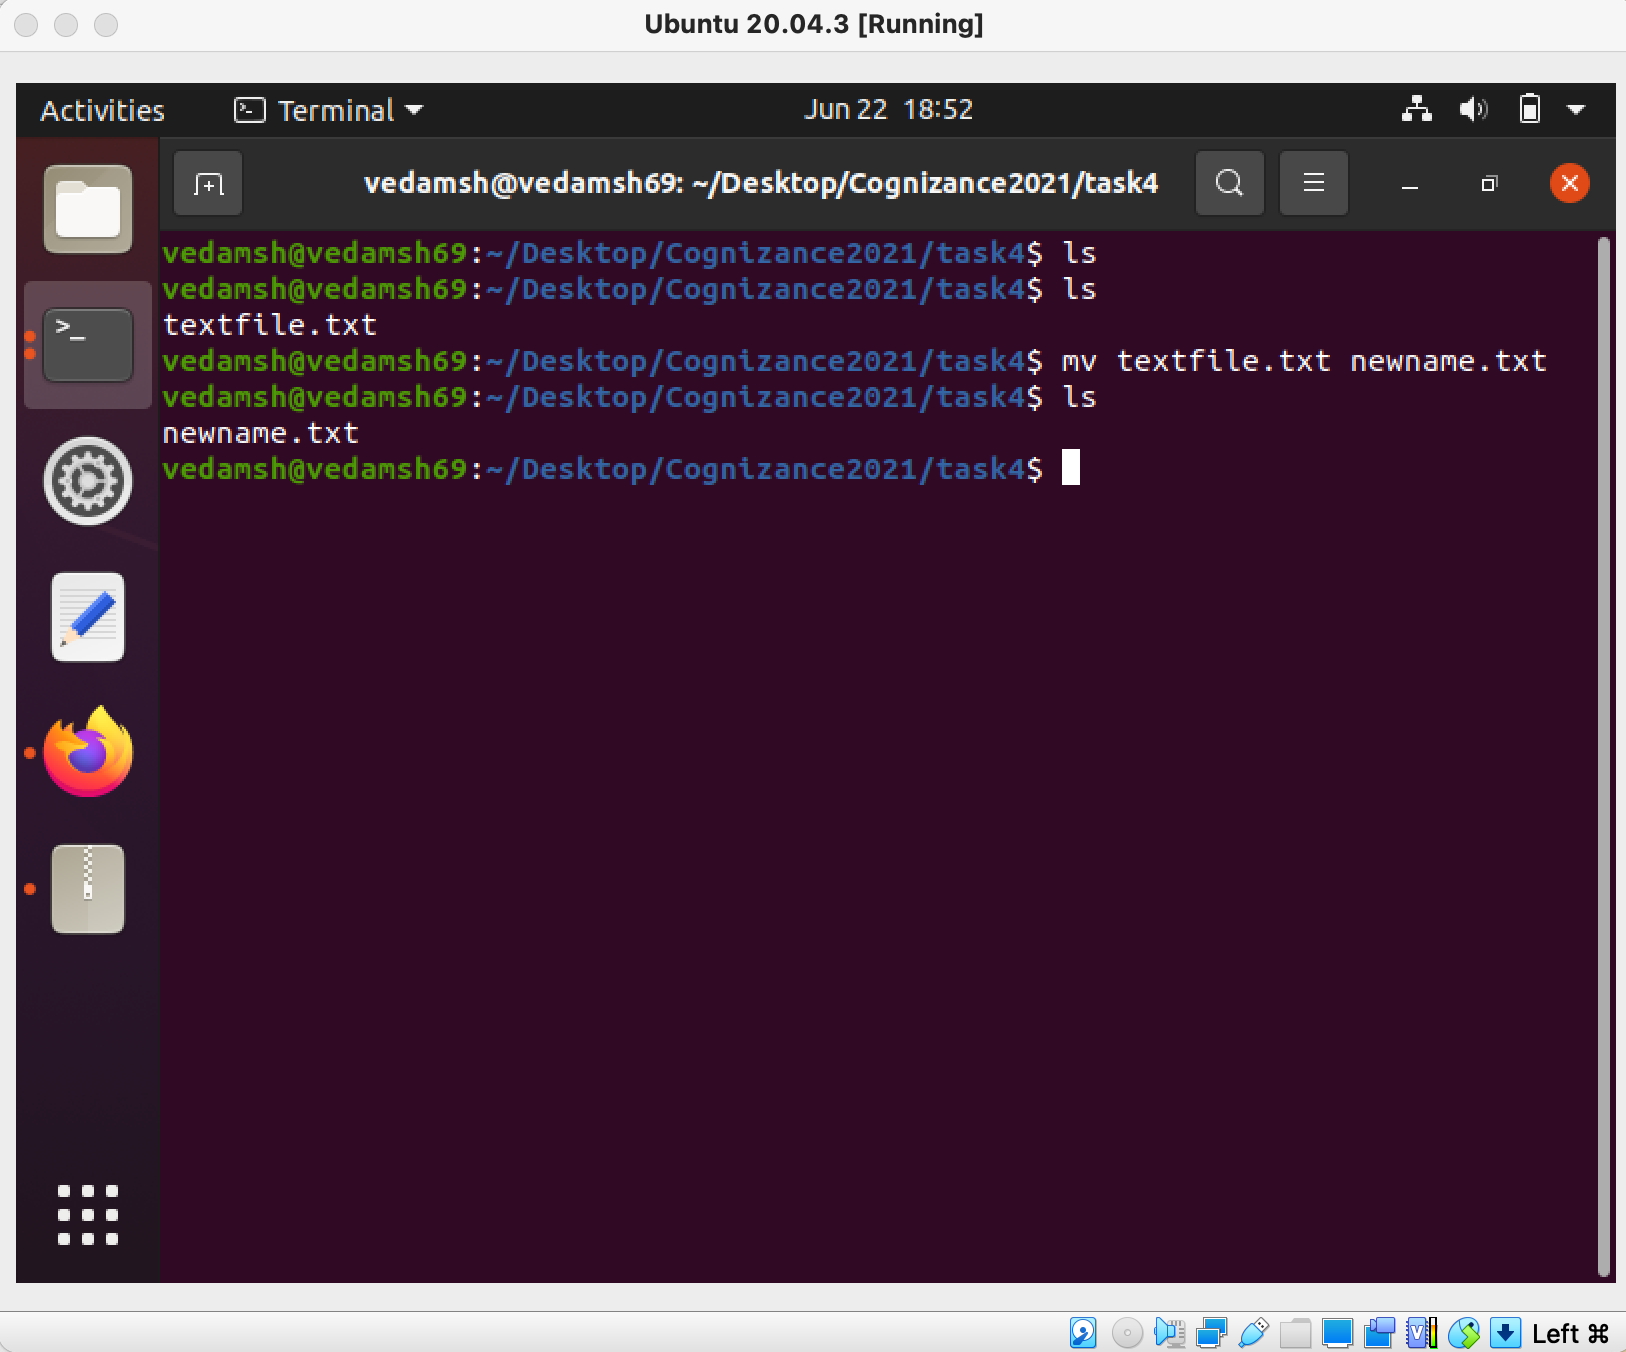 Ubuntu 20.04.3 [Running]
Activities Terminal Jun 22 18:52
vedamsh@vedamsh69: ~/Desktop/Cognizance2021/task4
vedamsh@vedamsh69:~/Desktop/Cognizance2021/task4$ ls
vedamsh@vedamsh69:~/Desktop/Cognizance2021/task4$ ls
textfile.txt
vedamsh@vedamsh69:~/Desktop/Cognizance2021/task4$ mv textfile.txt newname.txt
vedamsh@vedamsh69:~/Desktop/Cognizance2021/task4$ ls
newname.txt
vedamsh@vedamsh69:~/Desktop/Cognizance2021/task4$
Left ⌘